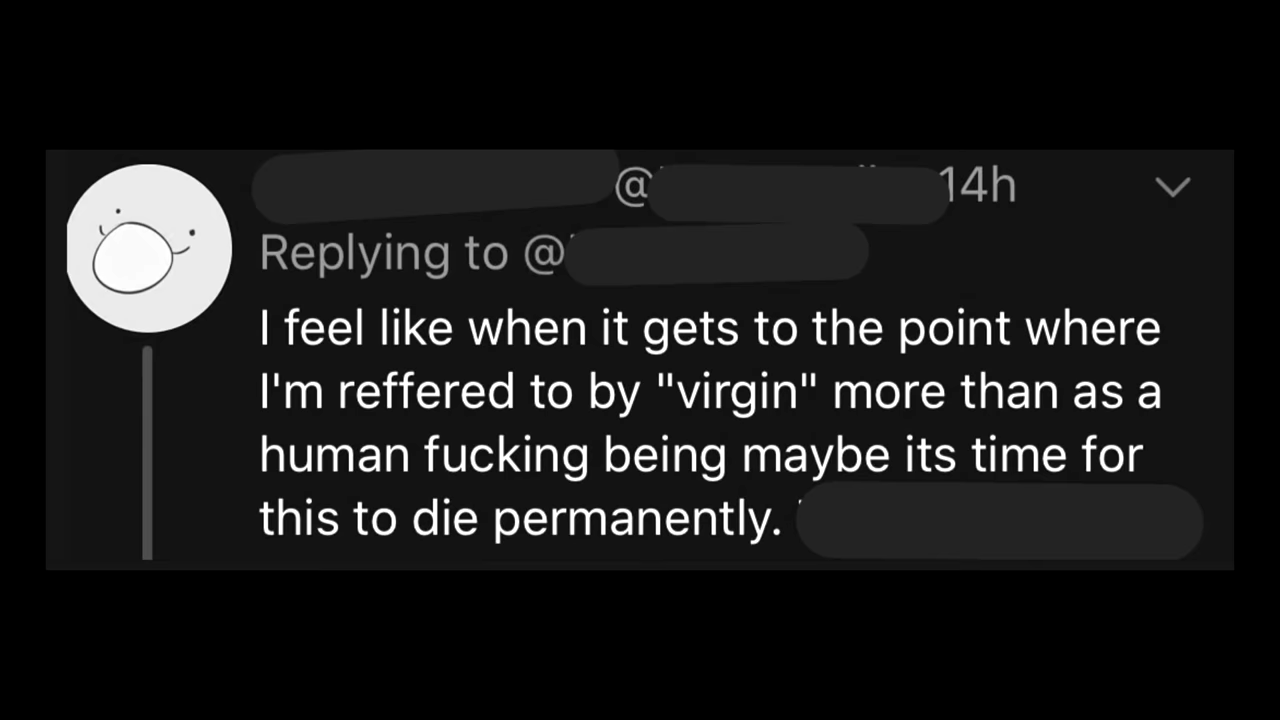 @ 14h
Replying to @
I feel like when it gets to the point where
I'm reffered to by "virgin" more than as a
human fucking being maybe its time for
this to die permanently.